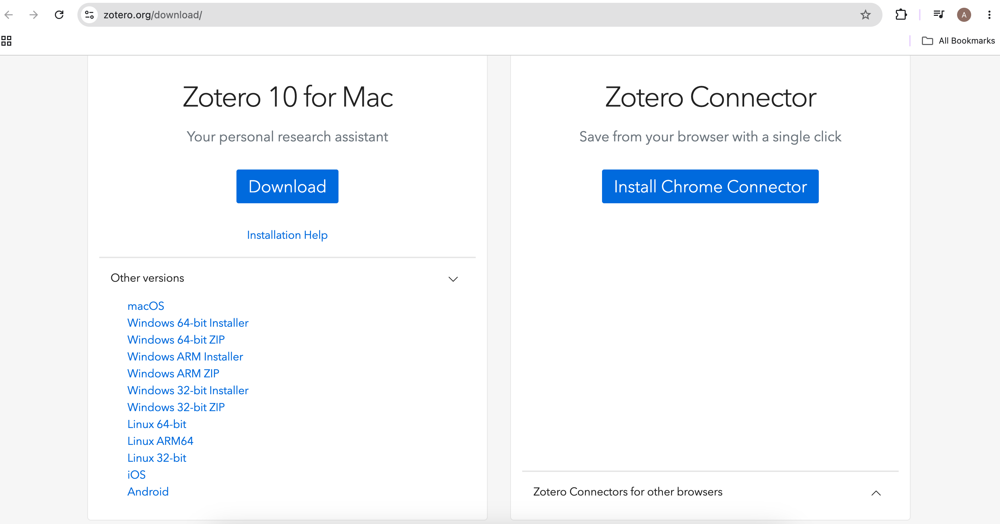 zotero.org/download/
A
All Bookmarks
Zotero 10 for Mac
Your personal research assistant
Download
Installation Help
Other versions
macOS
Windows 64-bit Installer
Windows 64-bit ZIP
Windows ARM Installer
Windows ARM ZIP
Windows 32-bit Installer
Windows 32-bit ZIP
Linux 64-bit
Linux ARM64
Linux 32-bit
iOS
Android
Zotero Connector
Save from your browser with a single click
Install Chrome Connector
Zotero Connectors for other browsers